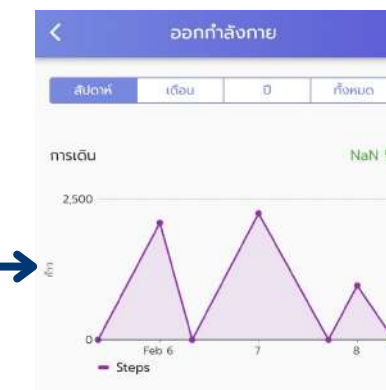 ออกกำลังกาย
สัปดาห์ เดือน ปี ทั้งหมด
การเดิน NaN
2,500
ก้าว
0
Feb 6 7 8
Steps